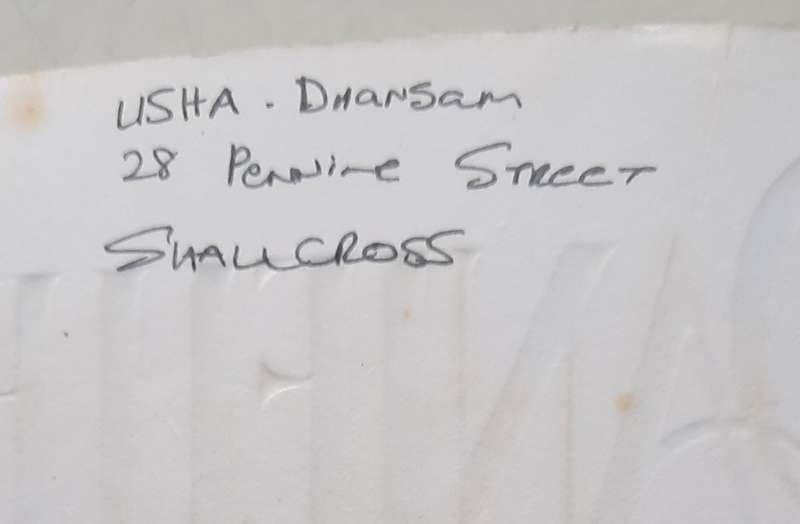 USHA . DHANSAM
28 Pennine STREET
SHALLCROSS